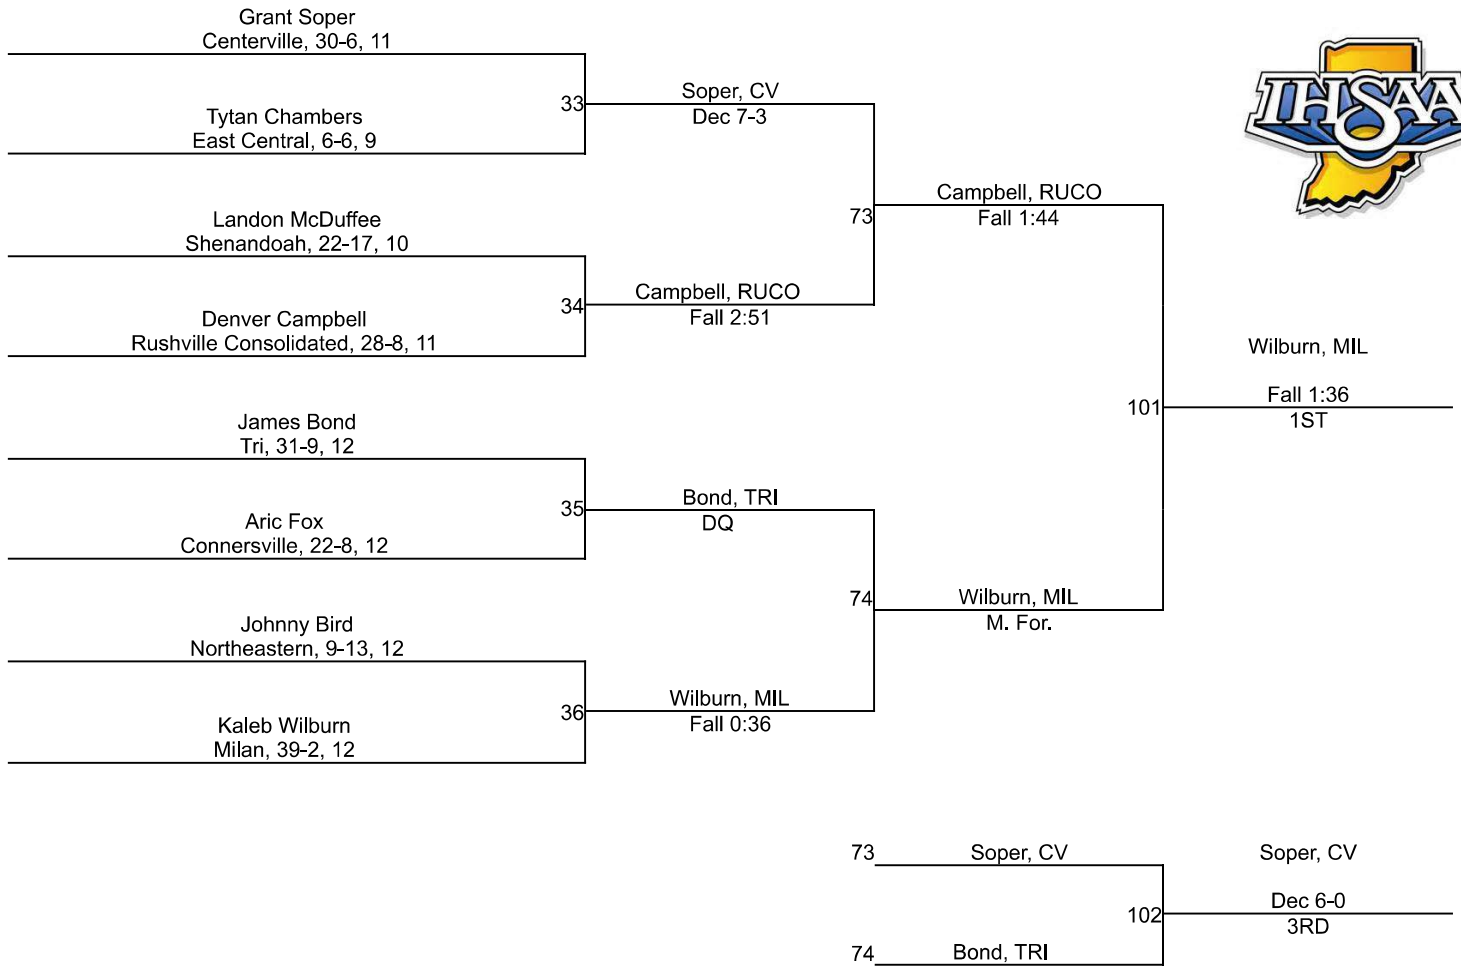 Grant Soper
Centerville, 30-6, 11
33
Soper, CV
Dec 7-3
Tytan Chambers
East Central, 6-6, 9
IHSAA
73
Campbell, RUCO
Fall 1:44
Landon McDuffee
Shenandoah, 22-17, 10
34
Campbell, RUCO
Fall 2:51
Denver Campbell
Rushville Consolidated, 28-8, 11
101
Wilburn, MIL
Fall 1:36
1ST
James Bond
Tri, 31-9, 12
35
Bond, TRI
DQ
Aric Fox
Connersville, 22-8, 12
74
Wilburn, MIL
M. For.
Johnny Bird
Northeastern, 9-13, 12
36
Wilburn, MIL
Fall 0:36
Kaleb Wilburn
Milan, 39-2, 12
73
Soper, CV
102
Soper, CV
Dec 6-0
3RD
74
Bond, TRI